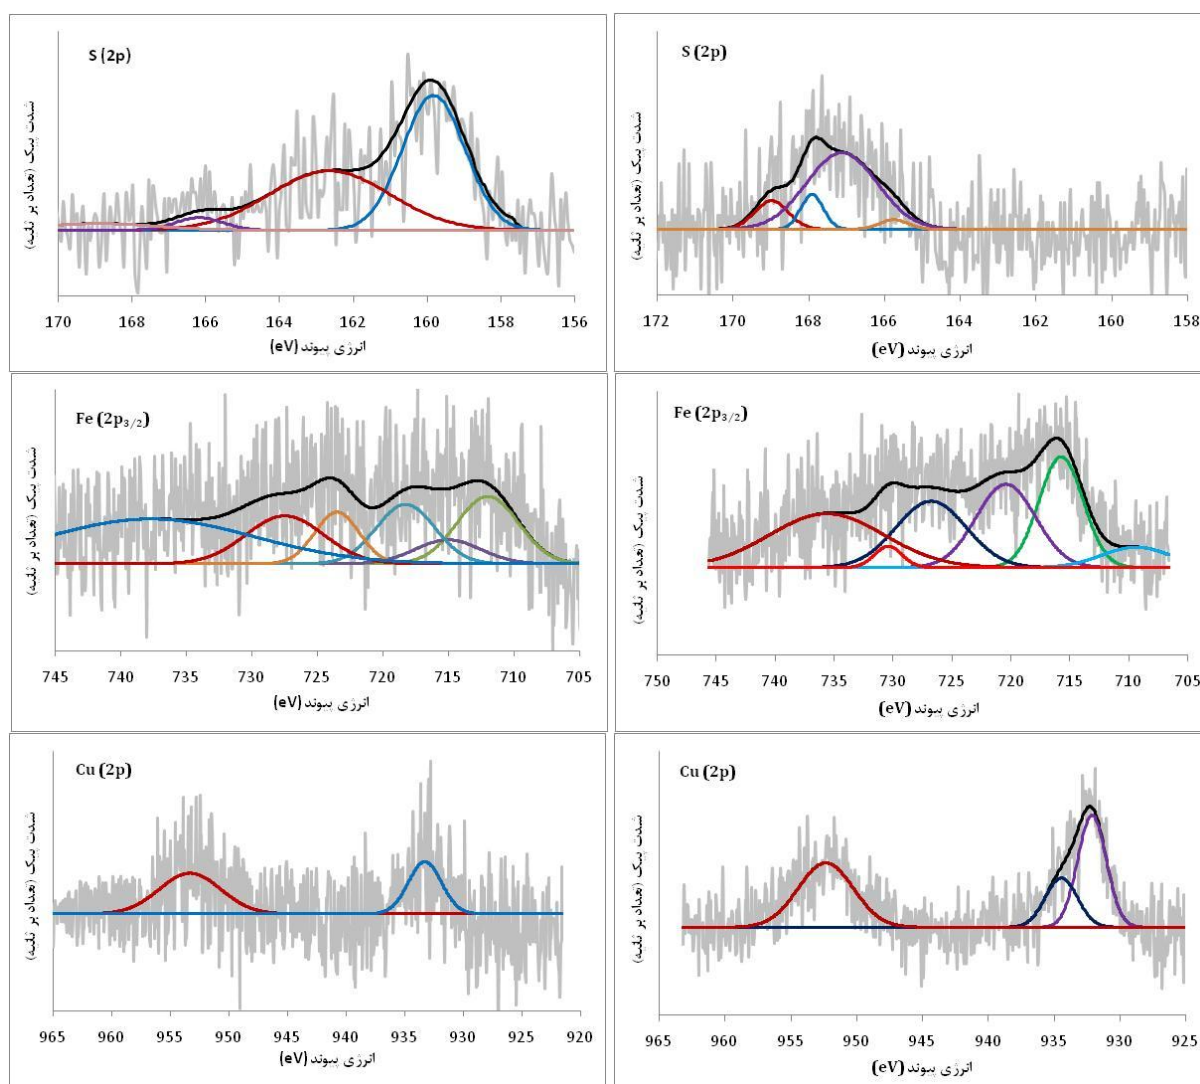 S (2p)
شدت پیک (تعداد بر ثانیه)
170 168 166 164 162 160 158 156
انرژی پیوند (eV)
S (2p)
شدت پیک (تعداد بر ثانیه)
172 170 168 166 164 162 160 158
انرژی پیوند (eV)
Fe (2p3/2)
شدت پیک (تعداد بر ثانیه)
745 740 735 730 725 720 715 710 705
انرژی پیوند (eV)
Fe (2p3/2)
شدت پیک (تعداد بر ثانیه)
750 745 740 735 730 725 720 715 710 705
انرژی پیوند (eV)
Cu (2p)
شدت پیک (تعداد بر ثانیه)
965 960 955 950 945 940 935 930 925 920
انرژی پیوند (eV)
Cu (2p)
شدت پیک (تعداد بر ثانیه)
965 960 955 950 945 940 935 930 925
انرژی پیوند (eV)